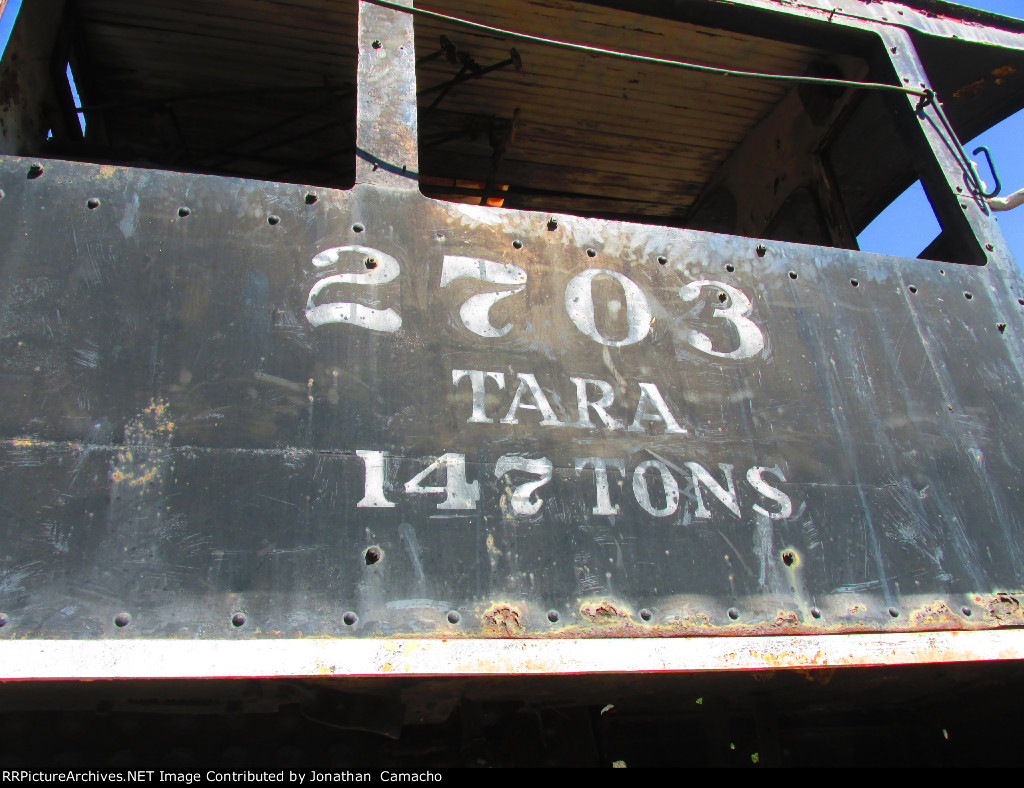 2703
TARA
147 TONS
RRPictureArchives.NET Image Contributed by Jonathan Camacho